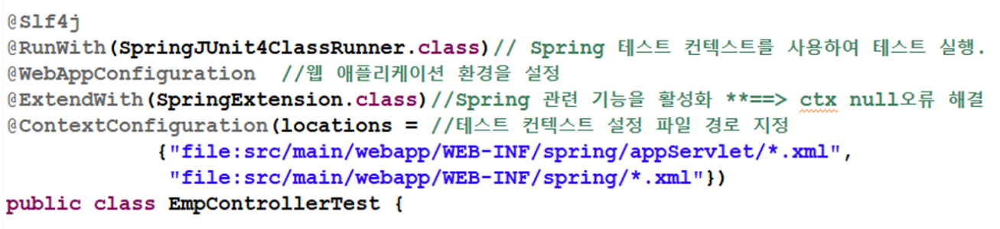 @Slf4j
@RunWith(SpringJUnit4ClassRunner.class)// Spring 테스트 컨텍스트를 사용하여 테스트 실행.
@WebAppConfiguration  //웹 애플리케이션 환경을 설정
@ExtendWith(SpringExtension.class)//Spring 관련 기능을 활성화 **==> ctx null오류 해결
@ContextConfiguration(locations = //테스트 컨텍스트 설정 파일 경로 지정
            {"file:src/main/webapp/WEB-INF/spring/appServlet/*.xml",
             "file:src/main/webapp/WEB-INF/spring/*.xml"})
public class EmpControllerTest {